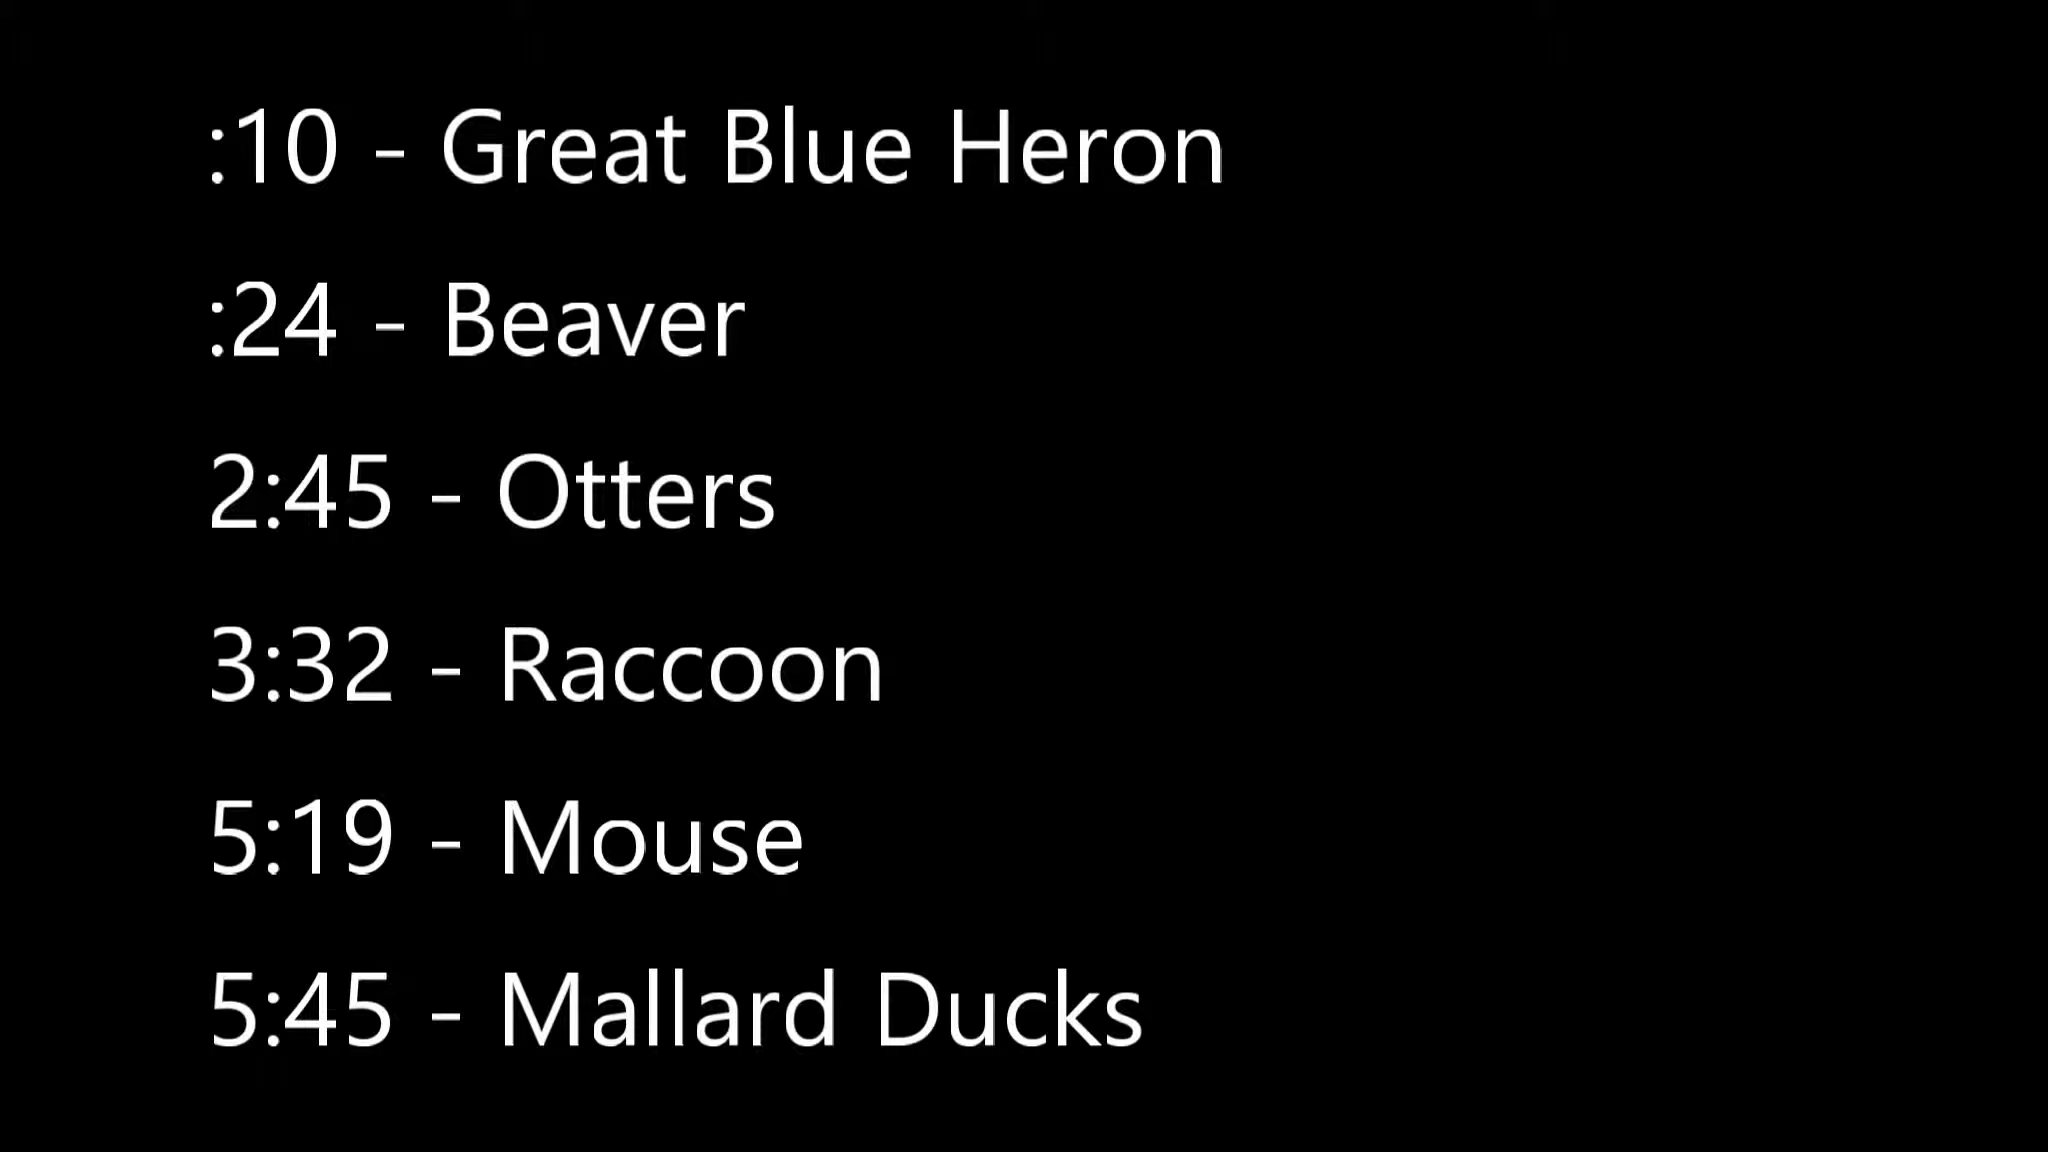 :10 - Great Blue Heron
:24 - Beaver
2:45 - Otters
3:32 - Raccoon
5:19 - Mouse
5:45 - Mallard Ducks